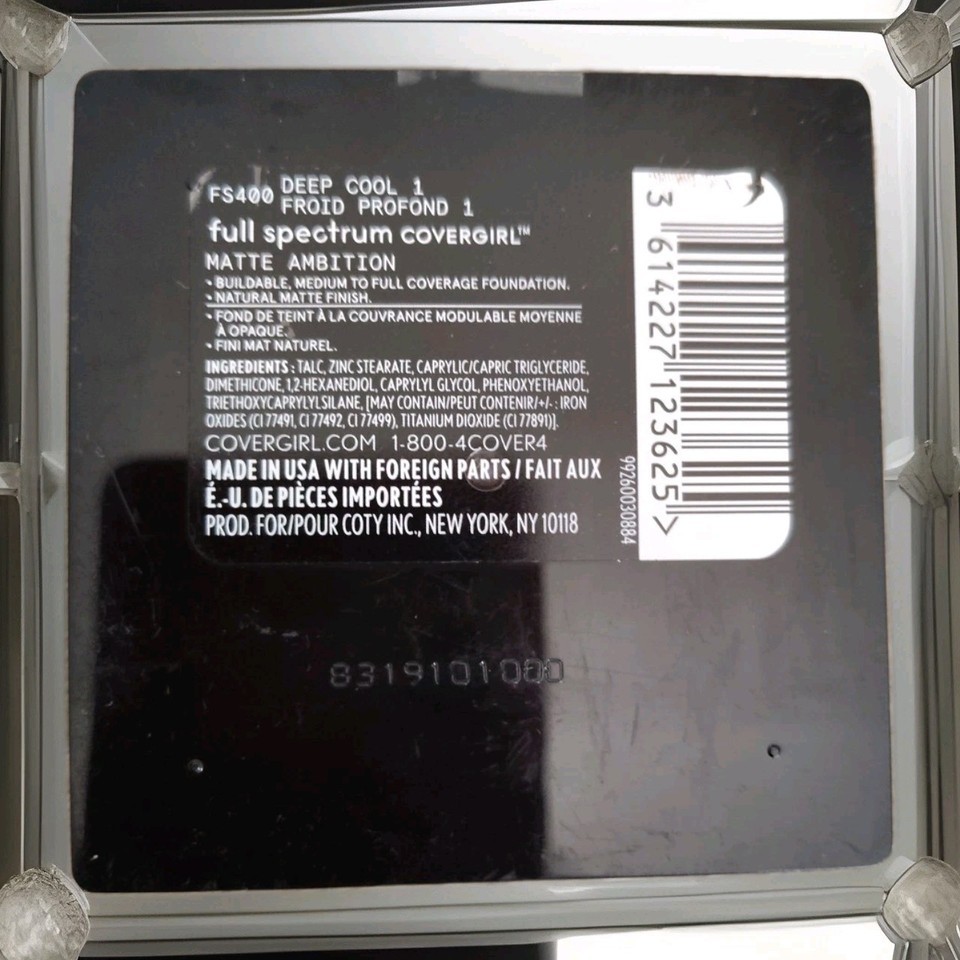 FS400 DEEP COOL 1
FROID PROFOND 1
full spectrum COVERGIRL™
MATTE AMBITION
• BUILDABLE, MEDIUM TO FULL COVERAGE FOUNDATION.
• NATURAL MATTE FINISH.
• FOND DE TEINT À LA COUVRANCE MODULABLE MOYENNE
À OPAQUE.
• FINI MAT NATUREL.
INGREDIENTS : TALC, ZINC STEARATE, CAPRYLIC/CAPRIC TRIGLYCERIDE,
DIMETHICONE, 1,2-HEXANEDIOL, CAPRYLYL GLYCOL, PHENOXYETHANOL,
TRIETHOXYCAPRYLYLSILANE, [MAY CONTAIN/PEUT CONTENIR/+/- : IRON
OXIDES (CI 77491, CI 77492, CI 77499), TITANIUM DIOXIDE (CI 77891)].
COVERGIRL.COM 1-800-4COVER4
MADE IN USA WITH FOREIGN PARTS / FAIT AUX
É.-U. DE PIÈCES IMPORTÉES
PROD. FOR/POUR COTY INC., NEW YORK, NY 10118
99260030884
3 614227 123625 >
8319101000